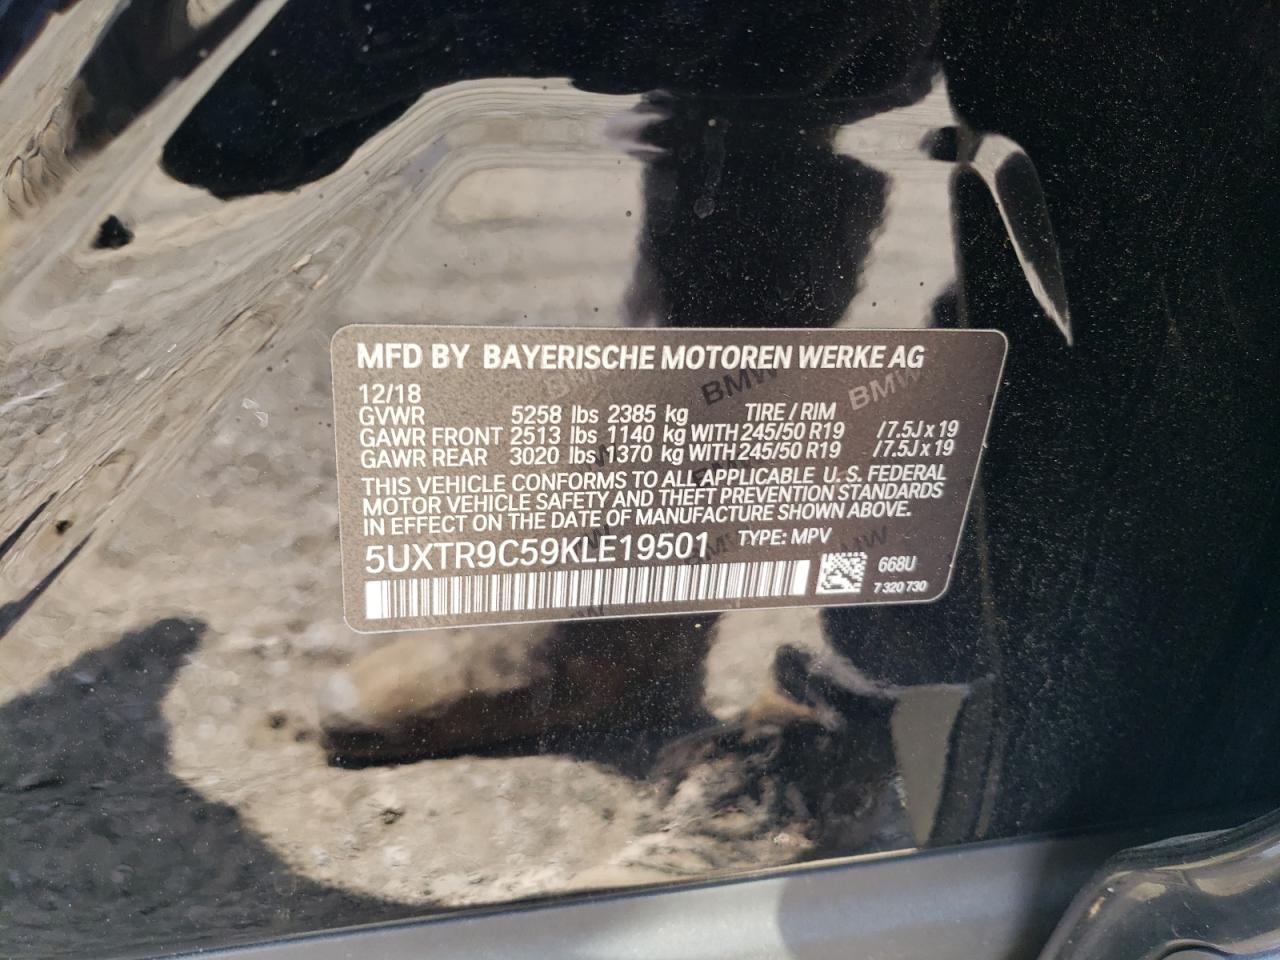 MFD BY BAYERISCHE MOTOREN WERKE AG
12/18
GVWR 5258 lbs 2385 kg TIRE / RIM
GAWR FRONT 2513 lbs 1140 kg WITH 245/50 R19 /7.5J x 19
GAWR REAR 3020 lbs 1370 kg WITH 245/50 R19 /7.5J x 19
THIS VEHICLE CONFORMS TO ALL APPLICABLE U. S. FEDERAL
MOTOR VEHICLE SAFETY AND THEFT PREVENTION STANDARDS
IN EFFECT ON THE DATE OF MANUFACTURE SHOWN ABOVE.
5UXTR9C59KLE19501 TYPE: MPV
668U
7 320 730
BMW
BMW